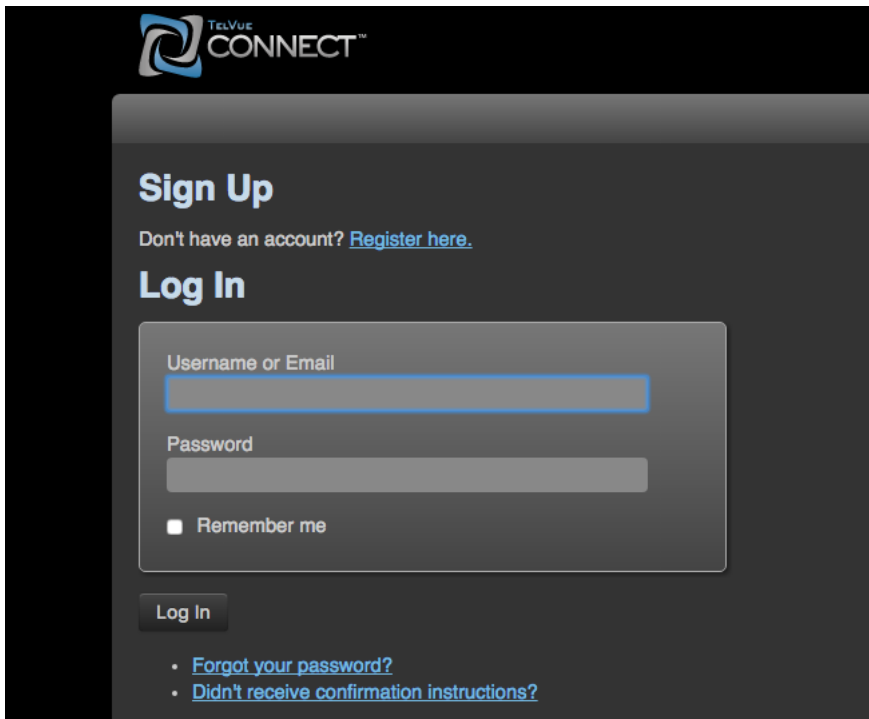 TELVUE
CONNECT™
Sign Up
Don't have an account? Register here.
Log In
Username or Email
Password
Remember me
Log In
Forgot your password?
Didn't receive confirmation instructions?